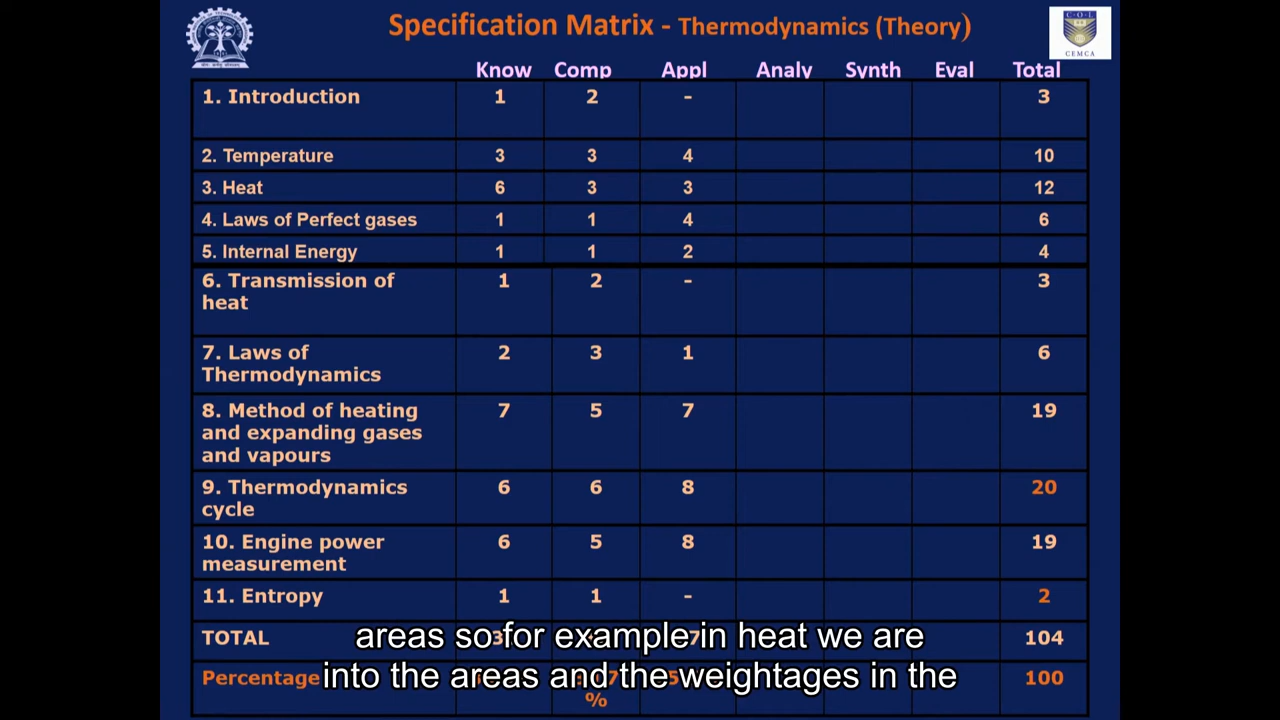 Specification Matrix - Thermodynamics (Theory)
C·O·L
CEMCA
Know Comp Appl Analy Synth Eval Total
1. Introduction 1 2 - 3
2. Temperature 3 3 4 10
3. Heat 6 3 3 12
4. Laws of Perfect gases 1 1 4 6
5. Internal Energy 1 1 2 4
6. Transmission of 1 2 - 3
heat
7. Laws of 2 3 1 6
Thermodynamics
8. Method of heating 7 5 7 19
and expanding gases
and vapours
9. Thermodynamics 6 6 8 20
cycle
10. Engine power 6 5 8 19
measurement
11. Entropy 1 1 - 2
TOTAL 104
areas so for example in heat we are
Percentage 100
%
into the areas and the weightages in the